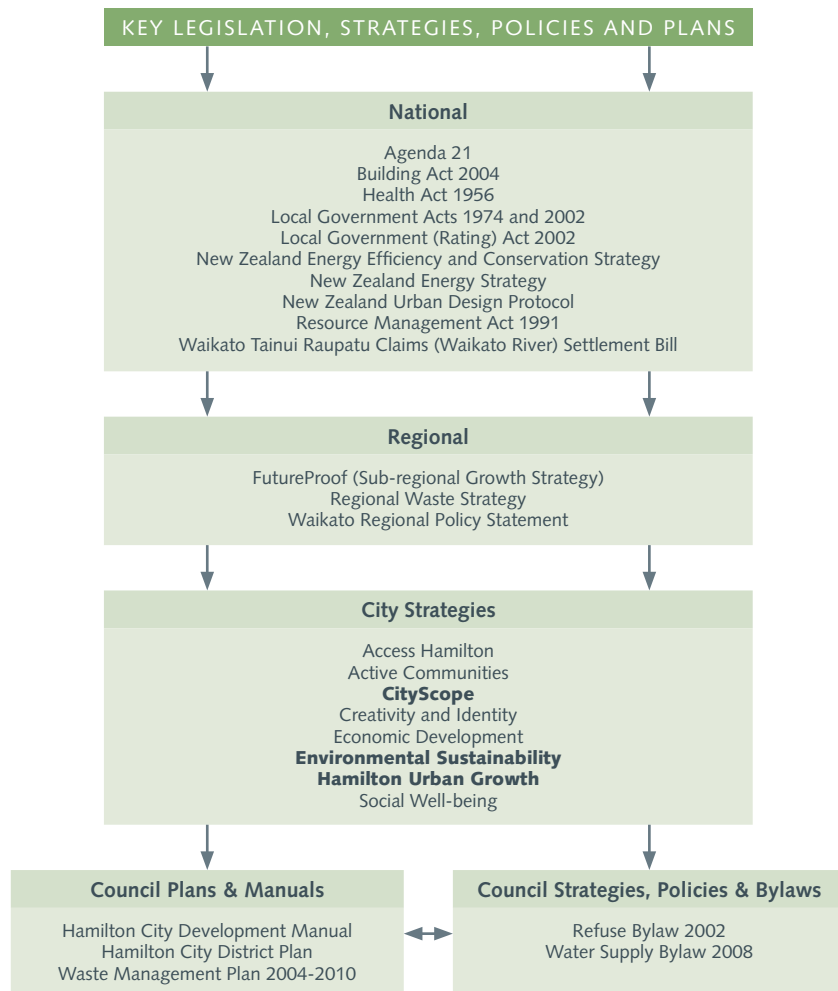 KEY LEGISLATION, STRATEGIES, POLICIES AND PLANS
National
Agenda 21
Building Act 2004
Health Act 1956
Local Government Acts 1974 and 2002
Local Government (Rating) Act 2002
New Zealand Energy Efficiency and Conservation Strategy
New Zealand Energy Strategy
New Zealand Urban Design Protocol
Resource Management Act 1991
Waikato Tainui Raupatu Claims (Waikato River) Settlement Bill
Regional
FutureProof (Sub-regional Growth Strategy)
Regional Waste Strategy
Waikato Regional Policy Statement
City Strategies
Access Hamilton
Active Communities
CityScope
Creativity and Identity
Economic Development
Environmental Sustainability
Hamilton Urban Growth
Social Well-being
Council Plans & Manuals
Hamilton City Development Manual
Hamilton City District Plan
Waste Management Plan 2004-2010
Council Strategies, Policies & Bylaws
Refuse Bylaw 2002
Water Supply Bylaw 2008